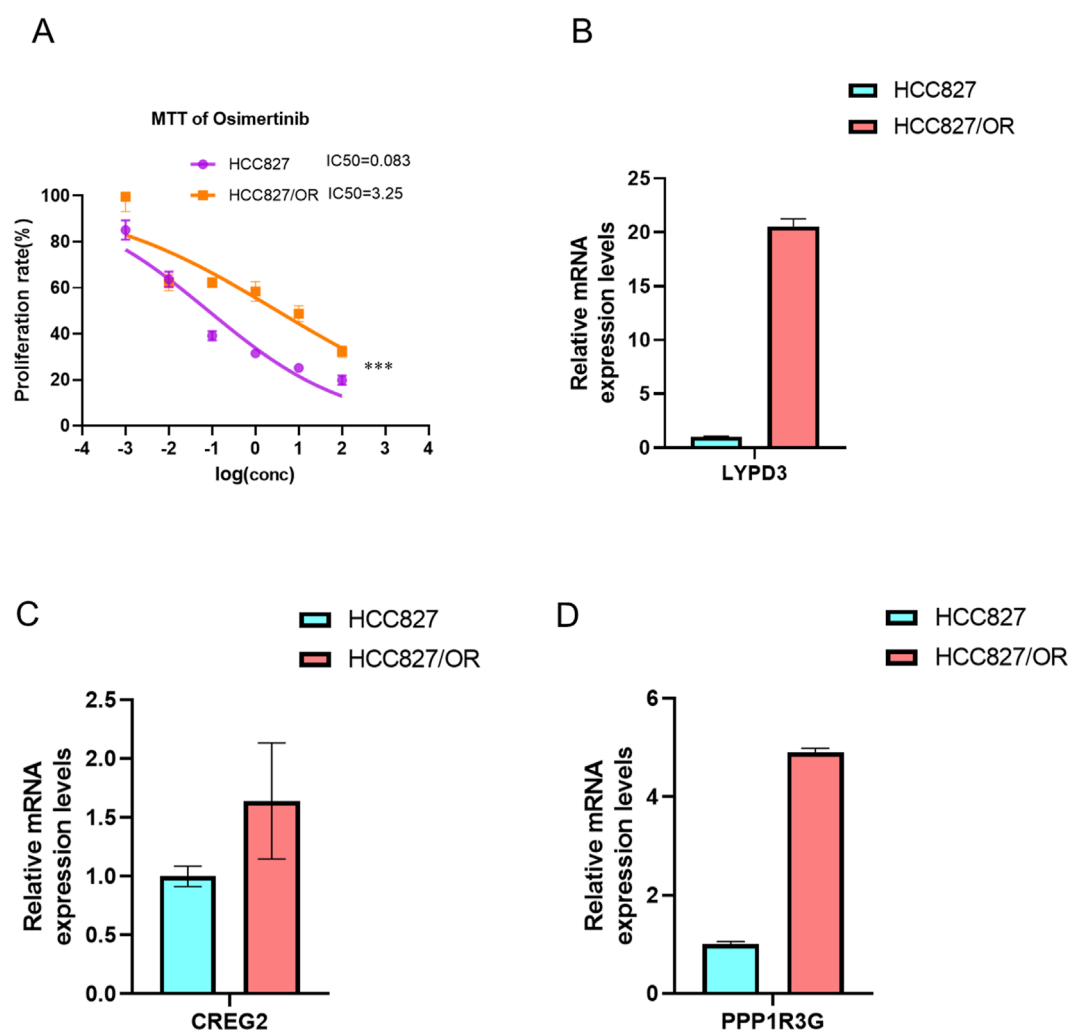 A
MTT of Osimertinib
HCC827 IC50=0.083
HCC827/OR IC50=3.25
Proliferation rate(%)
100
80
60
40
20
0
***
-4 -3 -2 -1 0 1 2 3 4
log(conc)
B
HCC827
HCC827/OR
Relative mRNA
expression levels
25
20
15
10
5
0
LYPD3
C
HCC827
HCC827/OR
Relative mRNA
expression levels
2.5
2.0
1.5
1.0
0.5
0.0
CREG2
D
HCC827
HCC827/OR
Relative mRNA
expression levels
6
4
2
0
PPP1R3G